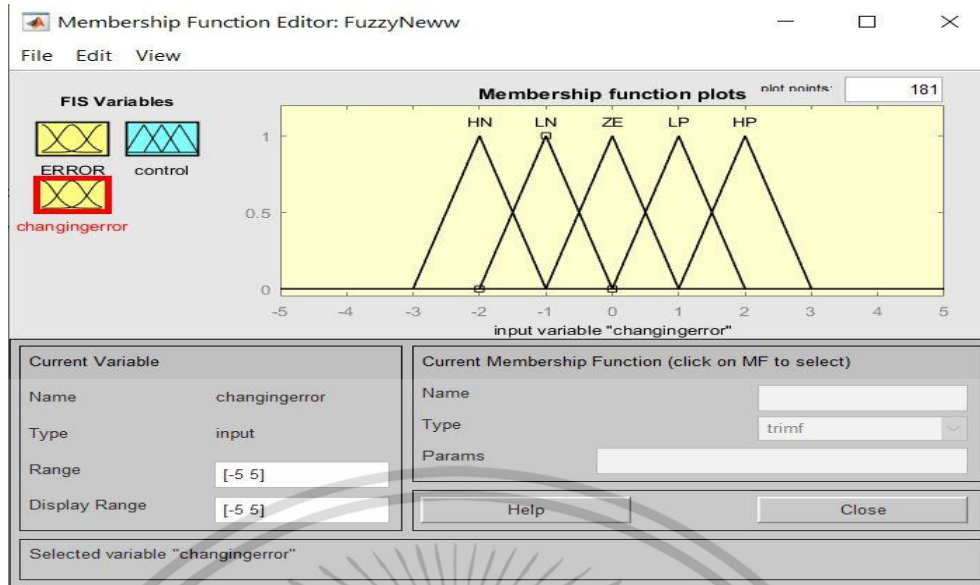 Membership Function Editor: FuzzyNeww
File Edit View
FIS Variables
ERROR control
changingerror
Membership function plots plot points: 181
HN LN ZE LP HP
1
0.5
0
-5 -4 -3 -2 -1 0 1 2 3 4 5
input variable "changingerror"
Current Variable
Name changingerror
Type input
Range [-5 5]
Display Range [-5 5]
Current Membership Function (click on MF to select)
Name
Type trimf
Params
Help Close
Selected variable "changingerror"